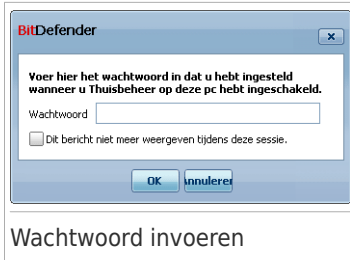 BitDefender
Voer hier het wachtwoord in dat u hebt ingesteld
wanneer u Thuisbeheer op deze pc hebt ingeschakeld.
Wachtwoord
Dit bericht niet meer weergeven tijdens deze sessie.
OK Annuleren
Wachtwoord invoeren